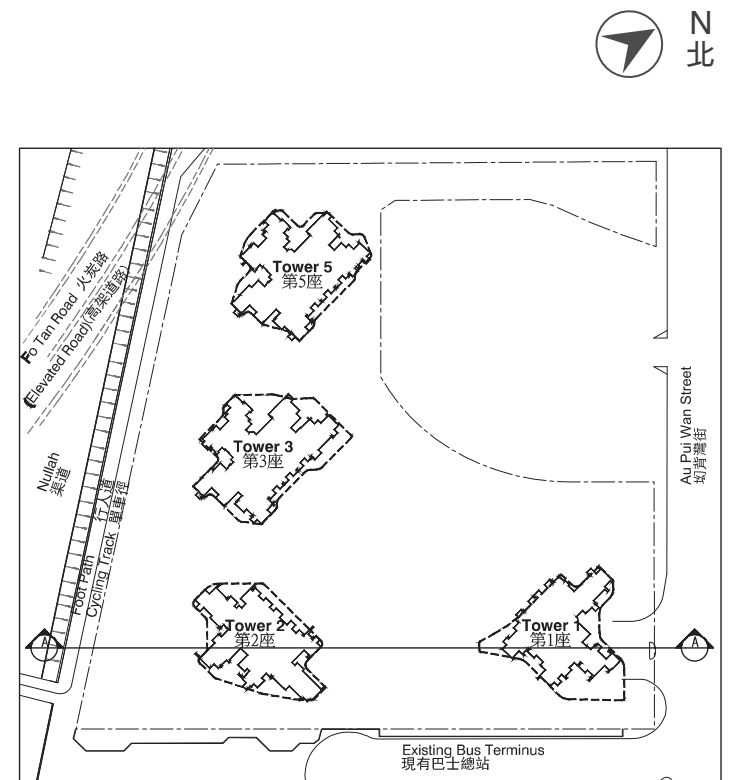 N
北
Tower 5
第5座
Fo Tan Road 火炭路
(Elevated Road)(高架道路)
Tower 3
第3座
Au Pui Wan Street
坳背灣街
Nullah
渠道
Foot Path 行人道
Cycling Track 單車徑
Tower 2
第2座
Tower 1
第1座
A
A
Existing Bus Terminus
現有巴士總站